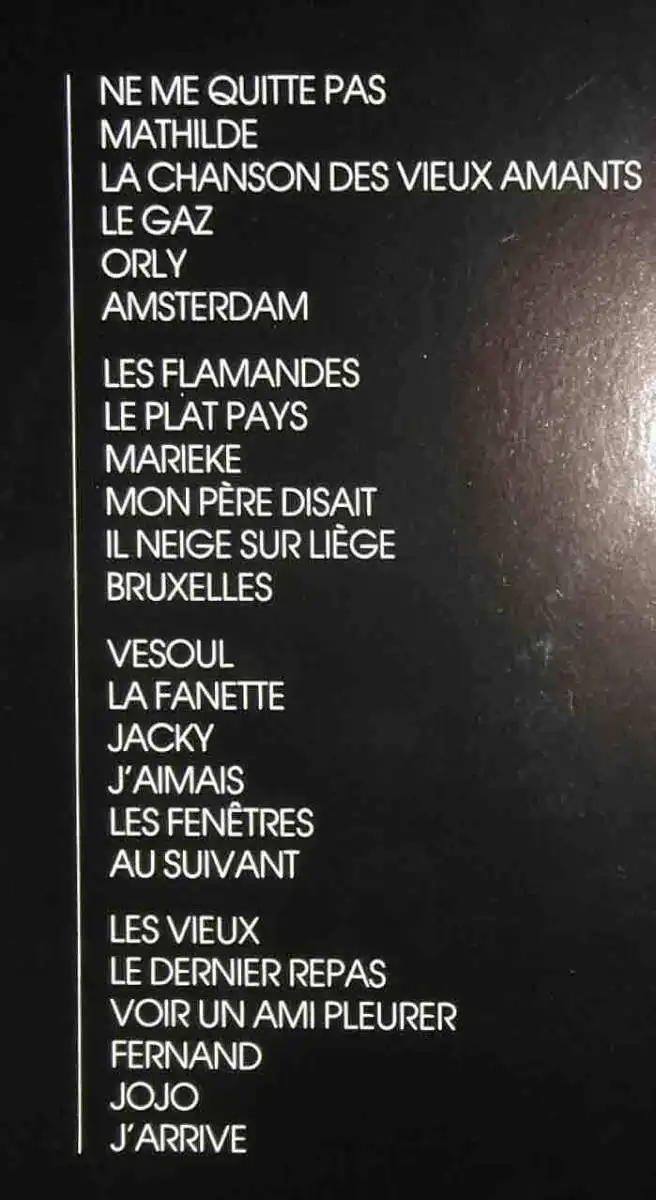 NE ME QUITTE PAS
MATHILDE
LA CHANSON DES VIEUX AMANTS
LE GAZ
ORLY
AMSTERDAM
LES FLAMANDES
LE PLAT PAYS
MARIEKE
MON PÈRE DISAIT
IL NEIGE SUR LIÈGE
BRUXELLES
VESOUL
LA FANETTE
JACKY
J'AIMAIS
LES FENÊTRES
AU SUIVANT
LES VIEUX
LE DERNIER REPAS
VOIR UN AMI PLEURER
FERNAND
JOJO
J'ARRIVE